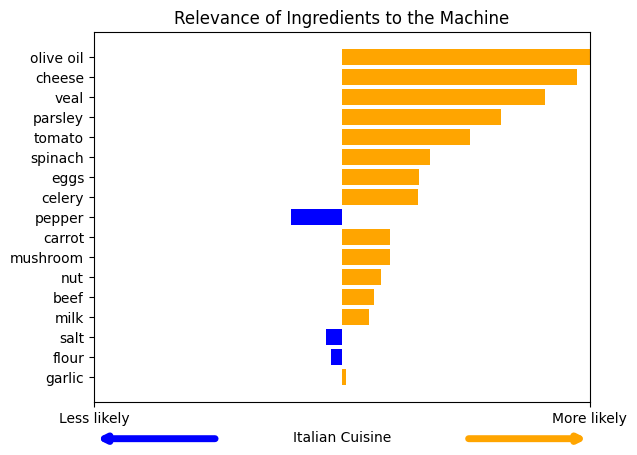 Relevance of Ingredients to the Machine
olive oil
cheese
veal
parsley
tomato
spinach
eggs
celery
pepper
carrot
mushroom
nut
beef
milk
salt
flour
garlic
Less likely
More likely
Italian Cuisine